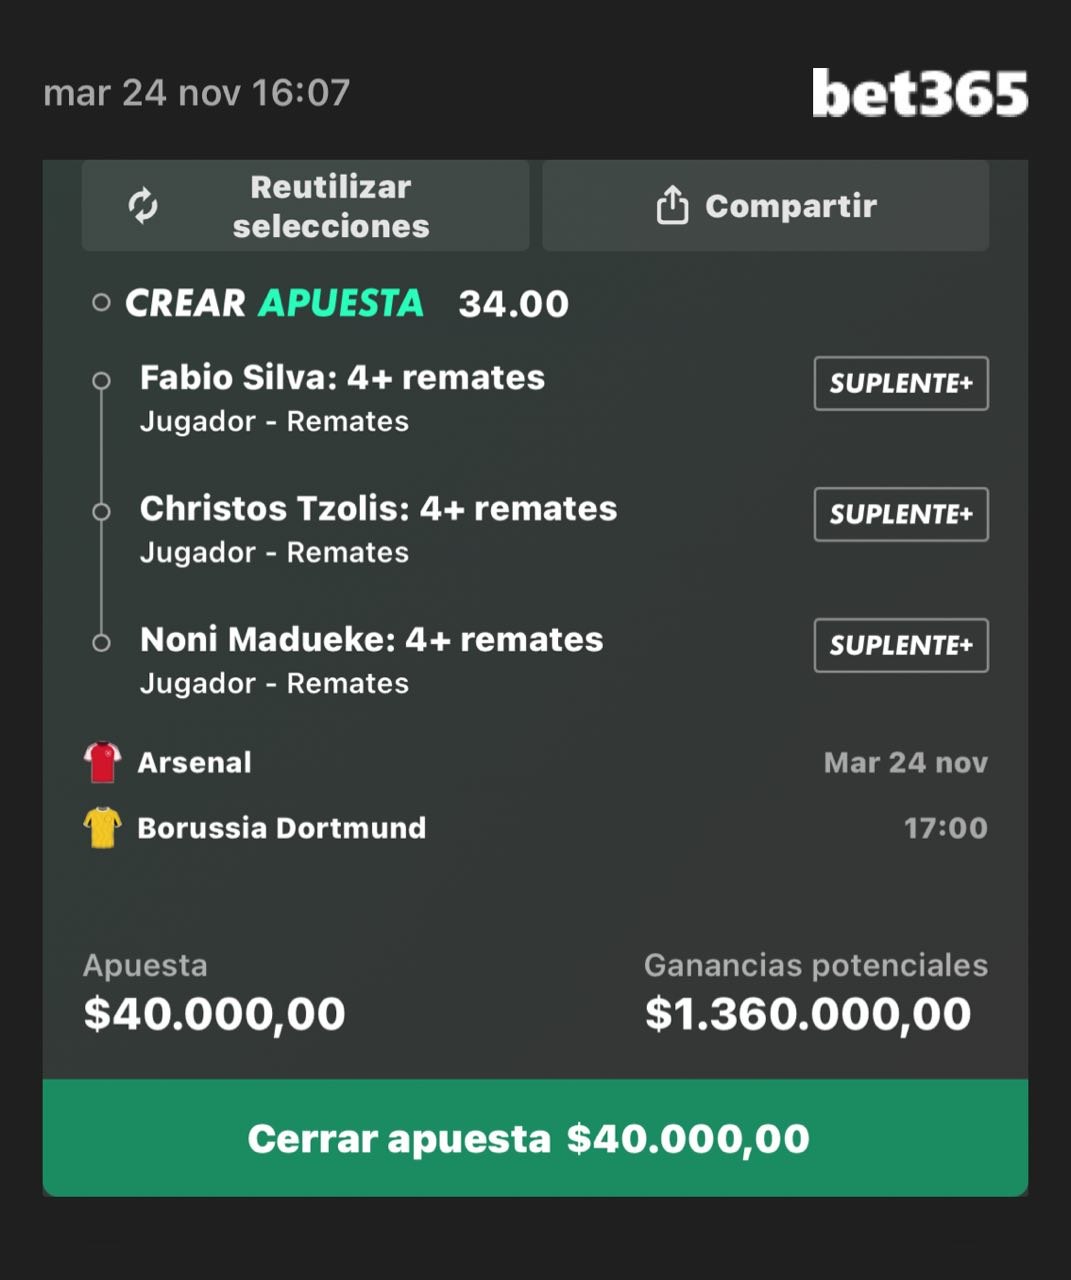 mar 24 nov 16:07
bet365
Reutilizar
selecciones
Compartir
CREAR APUESTA 34.00
Fabio Silva: 4+ remates
SUPLENTE+
Jugador - Remates
Christos Tzolis: 4+ remates
SUPLENTE+
Jugador - Remates
Noni Madueke: 4+ remates
SUPLENTE+
Jugador - Remates
Arsenal
Mar 24 nov
Borussia Dortmund
17:00
Apuesta
Ganancias potenciales
$40.000,00
$1.360.000,00
Cerrar apuesta $40.000,00